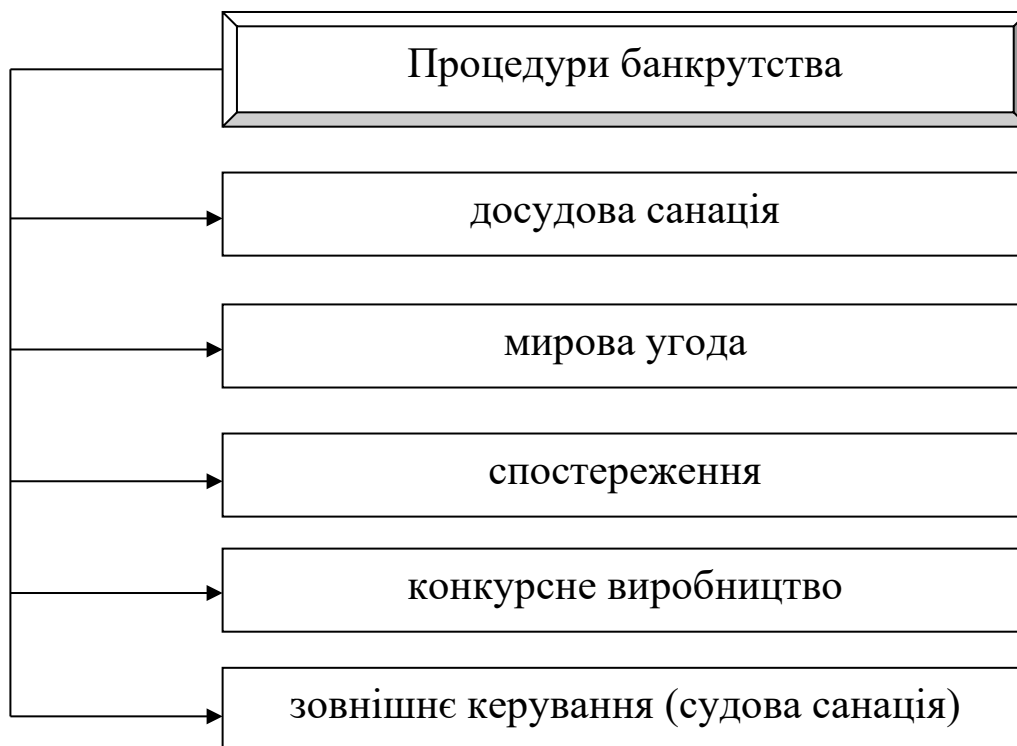 Процедури банкрутства
досудова санація
мирова угода
спостереження
конкурсне виробництво
зовнішнє керування (судова санація)